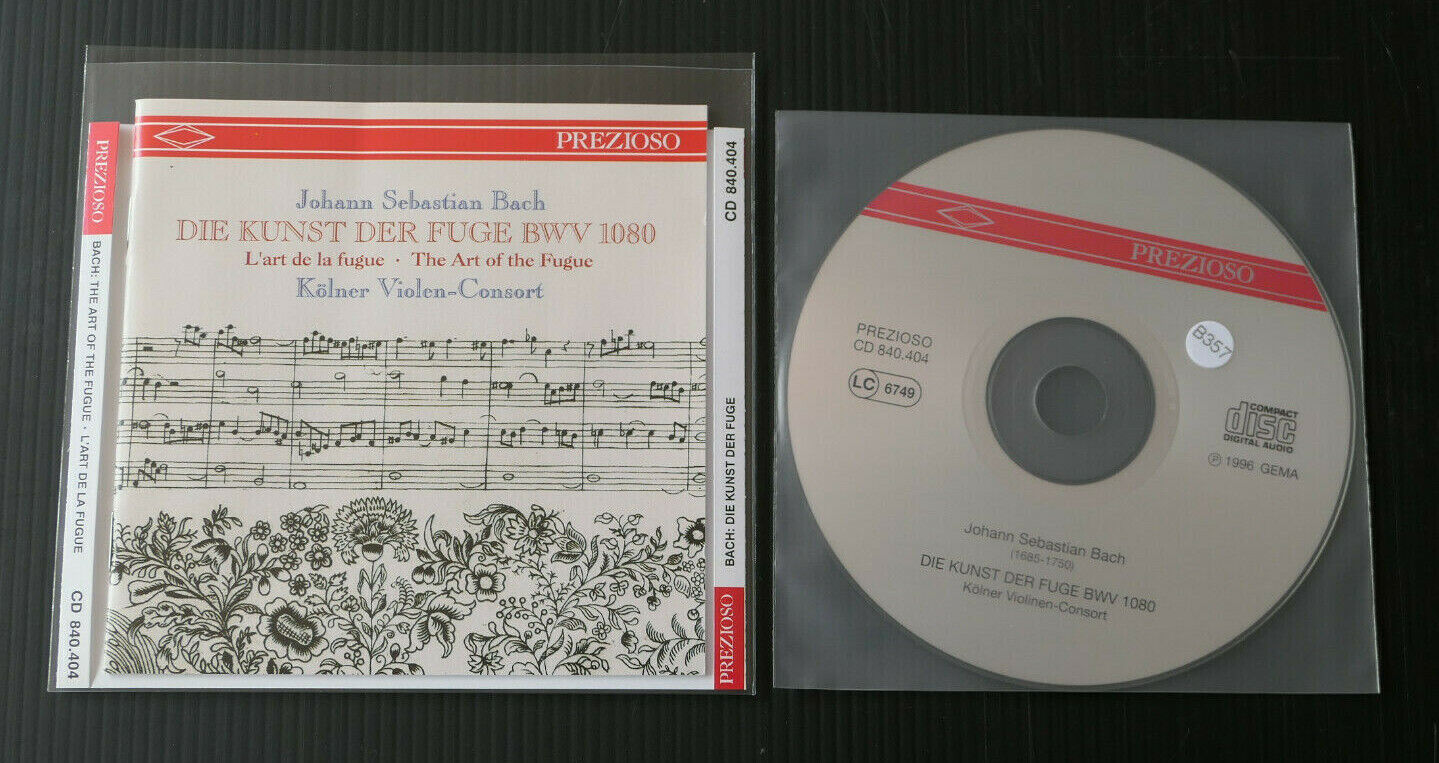 PREZIOSO
BACH: THE ART OF THE FUGUE · L'ART DE LA FUGUE
CD 840.404
PREZIOSO
Johann Sebastian Bach
DIE KUNST DER FUGE BWV 1080
L'art de la fugue · The Art of the Fugue
Kölner Violen-Consort
CD 840.404
BACH: DIE KUNST DER FUGE
PREZIOSO
PREZIOSO
PREZIOSO
CD 840.404
LC 6749
B357
COMPACT
disc
DIGITAL AUDIO
Ⓟ 1996 GEMA
Johann Sebastian Bach
(1685-1750)
DIE KUNST DER FUGE BWV 1080
Kölner Violinen-Consort